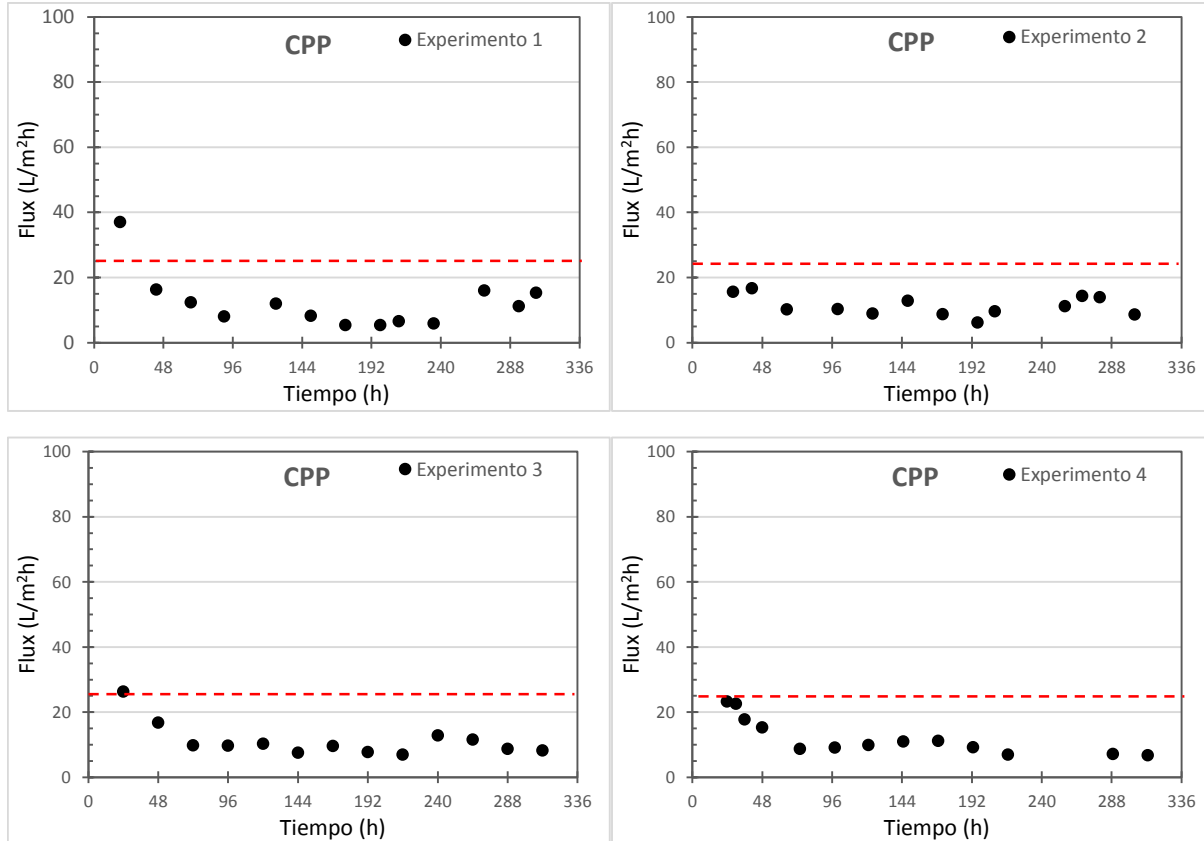 CPP
Experimento 1
Flux (L/m²h)
100
80
60
40
20
0
0 48 96 144 192 240 288 336
Tiempo (h)
CPP
Experimento 2
Flux (L/m²h)
100
80
60
40
20
0
0 48 96 144 192 240 288 336
Tiempo (h)
CPP
Experimento 3
Flux (L/m²h)
100
80
60
40
20
0
0 48 96 144 192 240 288 336
Tiempo (h)
CPP
Experimento 4
Flux (L/m²h)
100
80
60
40
20
0
0 48 96 144 192 240 288 336
Tiempo (h)